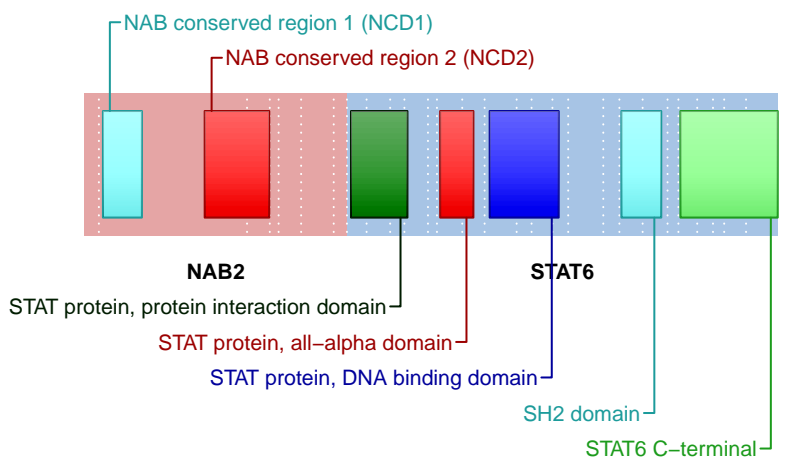 NAB conserved region 1 (NCD1)
NAB conserved region 2 (NCD2)
NAB2 STAT6
STAT protein, protein interaction domain
STAT protein, all−alpha domain
STAT protein, DNA binding domain
SH2 domain
STAT6 C−terminal